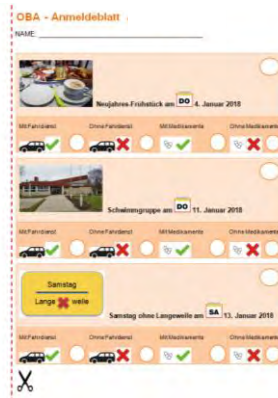 OBA - Anmeldeblatt
NAME:
Neujahres-Frühstück am DO 4. Januar 2018
Mit Fahrdienst Ohne Fahrdienst Mit Medikamente Ohne Medikamente
Schwimmgruppe am DO 11. Januar 2018
Mit Fahrdienst Ohne Fahrdienst Mit Medikamente Ohne Medikamente
Samstag
Lange weile
Samstag ohne Langeweile am SA 13. Januar 2018
Mit Fahrdienst Ohne Fahrdienst Mit Medikamente Ohne Medikamente